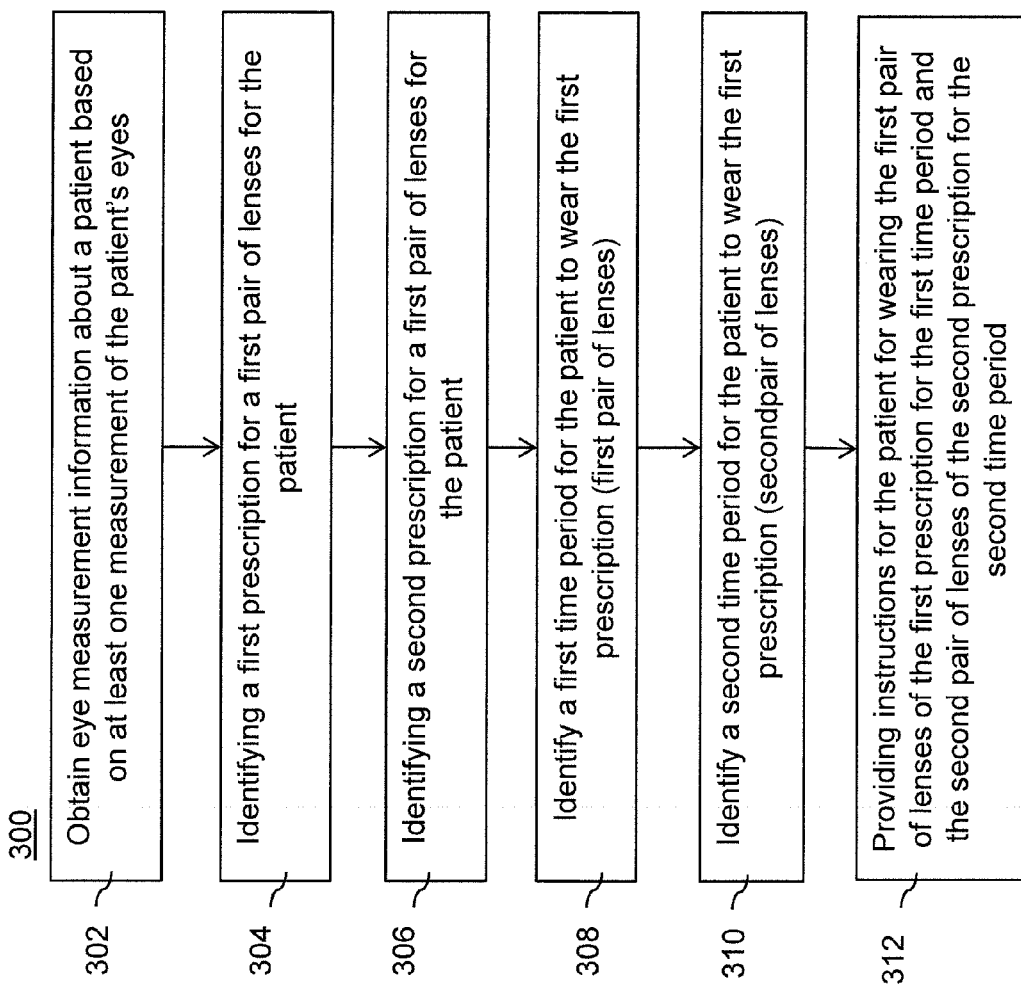 300
302
Obtain eye measurement information about a patient based
on at least one measurement of the patient's eyes
304
Identifying a first prescription for a first pair of lenses for the
patient
306
Identifying a second prescription for a first pair of lenses for
the patient
308
Identify a first time period for the patient to wear the first
prescription (first pair of lenses)
310
Identify a second time period for the patient to wear the first
prescription (secondpair of lenses)
312
Providing instructions for the patient for wearing the first pair
of lenses of the first prescription for the first time period and
the second pair of lenses of the second prescription for the
second time period